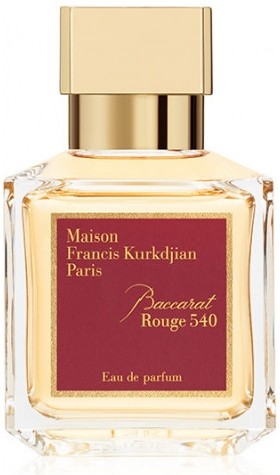 Maison
Francis Kurkdjian
Paris
Baccarat
Rouge 540
Eau de parfum